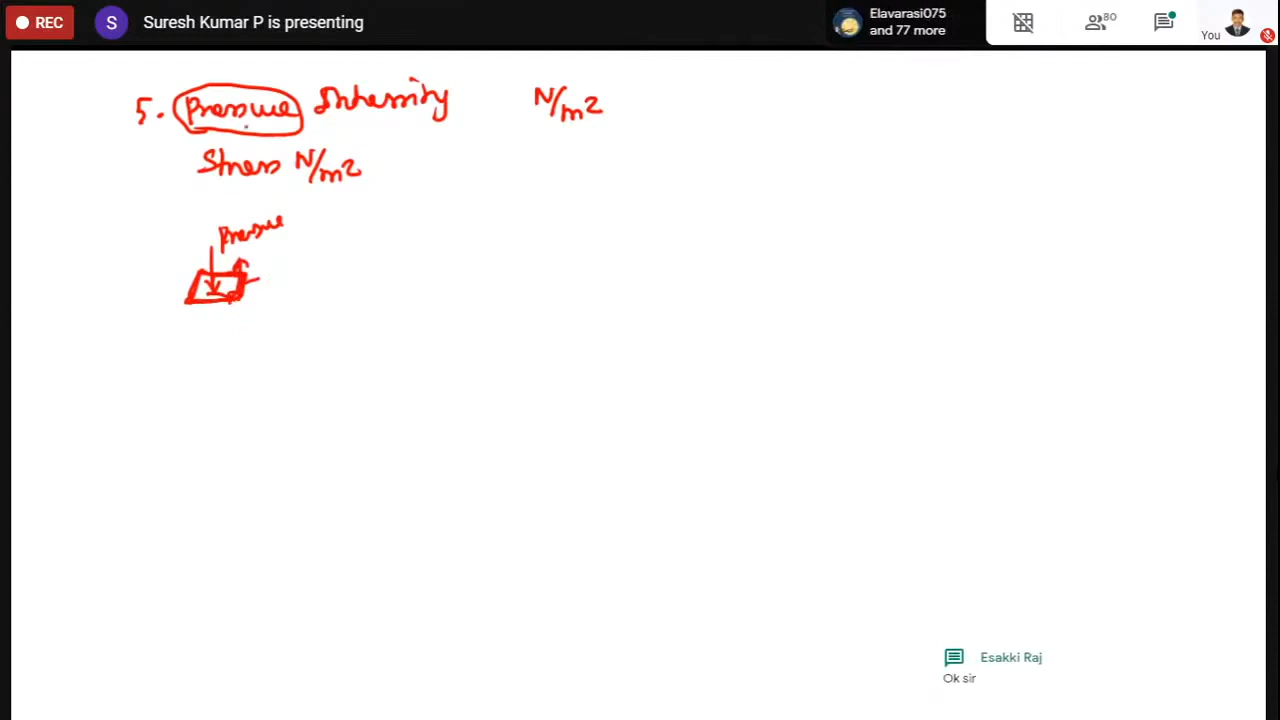 REC
S
Suresh Kumar P is presenting
Elavarasi075
and 77 more
80
You
5. Pressure Intensity N/m2
Stress N/m2
Pressure
Esakki Raj
Ok sir